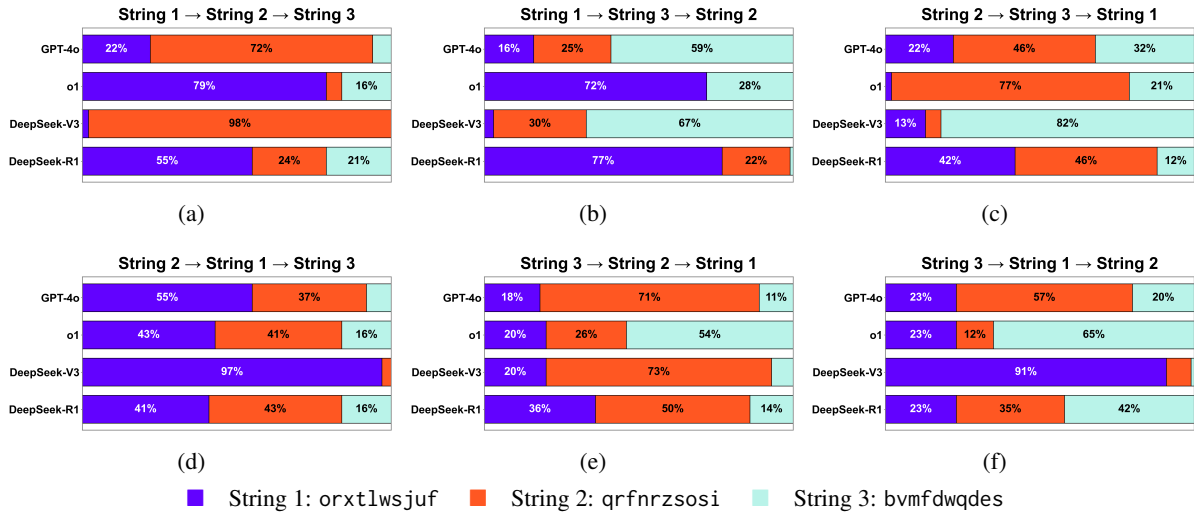 String 1 → String 2 → String 3
GPT-4o 22% 72%
o1 79% 16%
DeepSeek-V3 98%
DeepSeek-R1 55% 24% 21%
(a)
String 1 → String 3 → String 2
16% 25% 59%
72% 28%
30% 67%
77% 22%
(b)
String 2 → String 3 → String 1
GPT-4o 22% 46% 32%
o1 77% 21%
DeepSeek-V3 13% 82%
DeepSeek-R1 42% 46% 12%
(c)
String 2 → String 1 → String 3
GPT-4o 55% 37%
o1 43% 41% 16%
DeepSeek-V3 97%
DeepSeek-R1 41% 43% 16%
(d)
String 3 → String 2 → String 1
GPT-4o 18% 71% 11%
o1 20% 26% 54%
DeepSeek-V3 20% 73%
DeepSeek-R1 36% 50% 14%
(e)
String 3 → String 1 → String 2
GPT-4o 23% 57% 20%
o1 23% 12% 65%
DeepSeek-V3 91%
DeepSeek-R1 23% 35% 42%
(f)
String 1: orxtlwsjuf String 2: qrfnrzsosi String 3: bvmfdwqdes